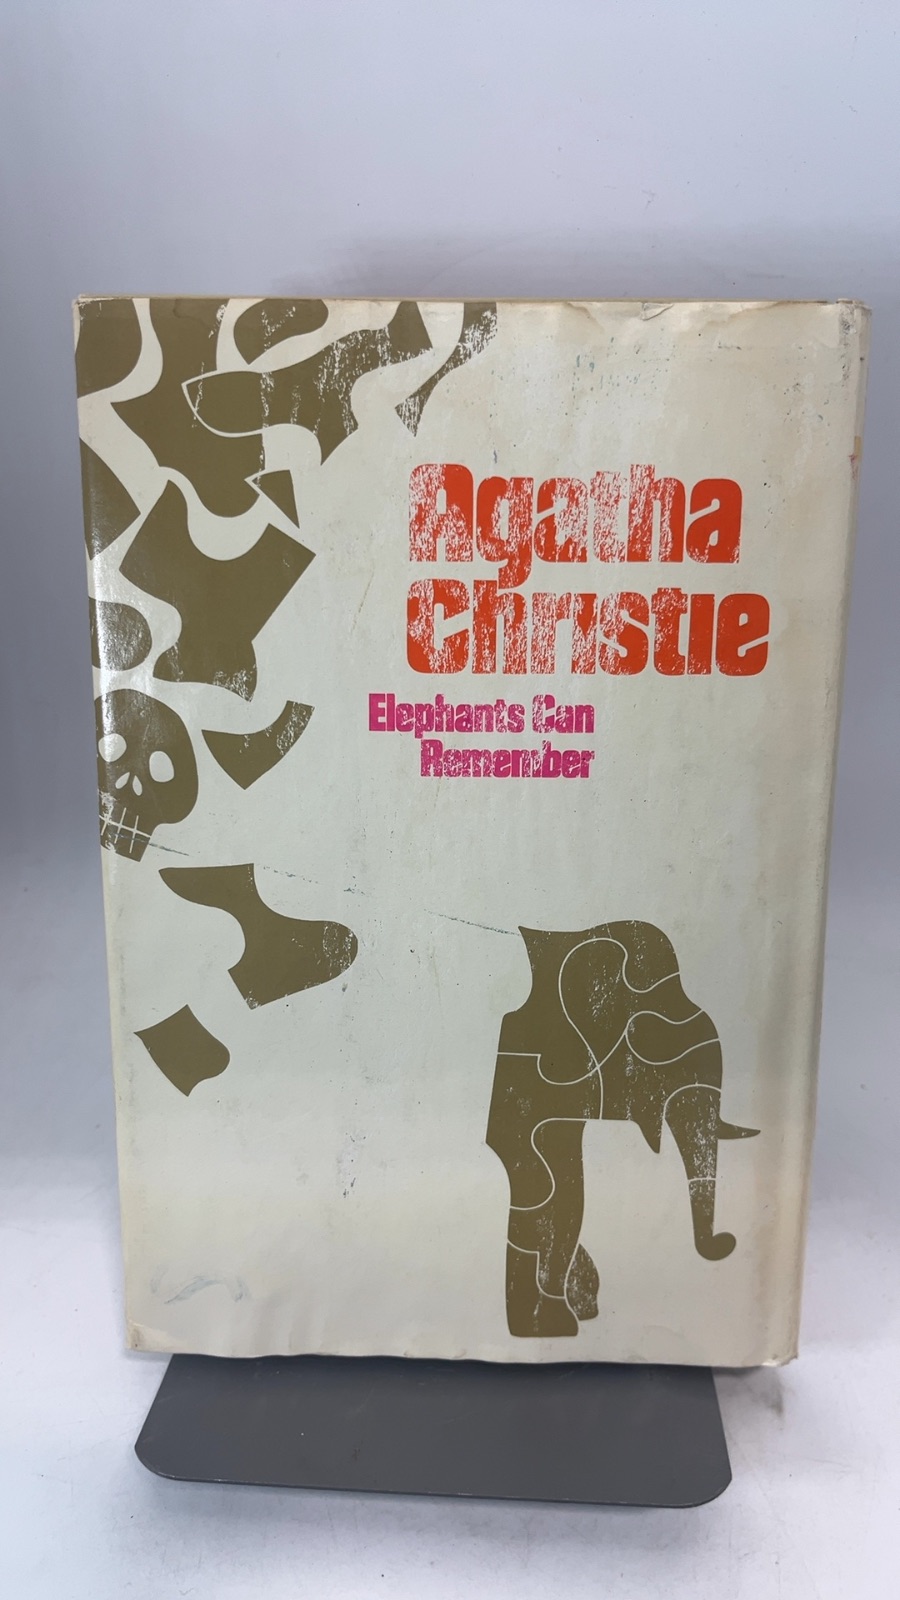 Agatha
Christie
Elephants Can
Remember